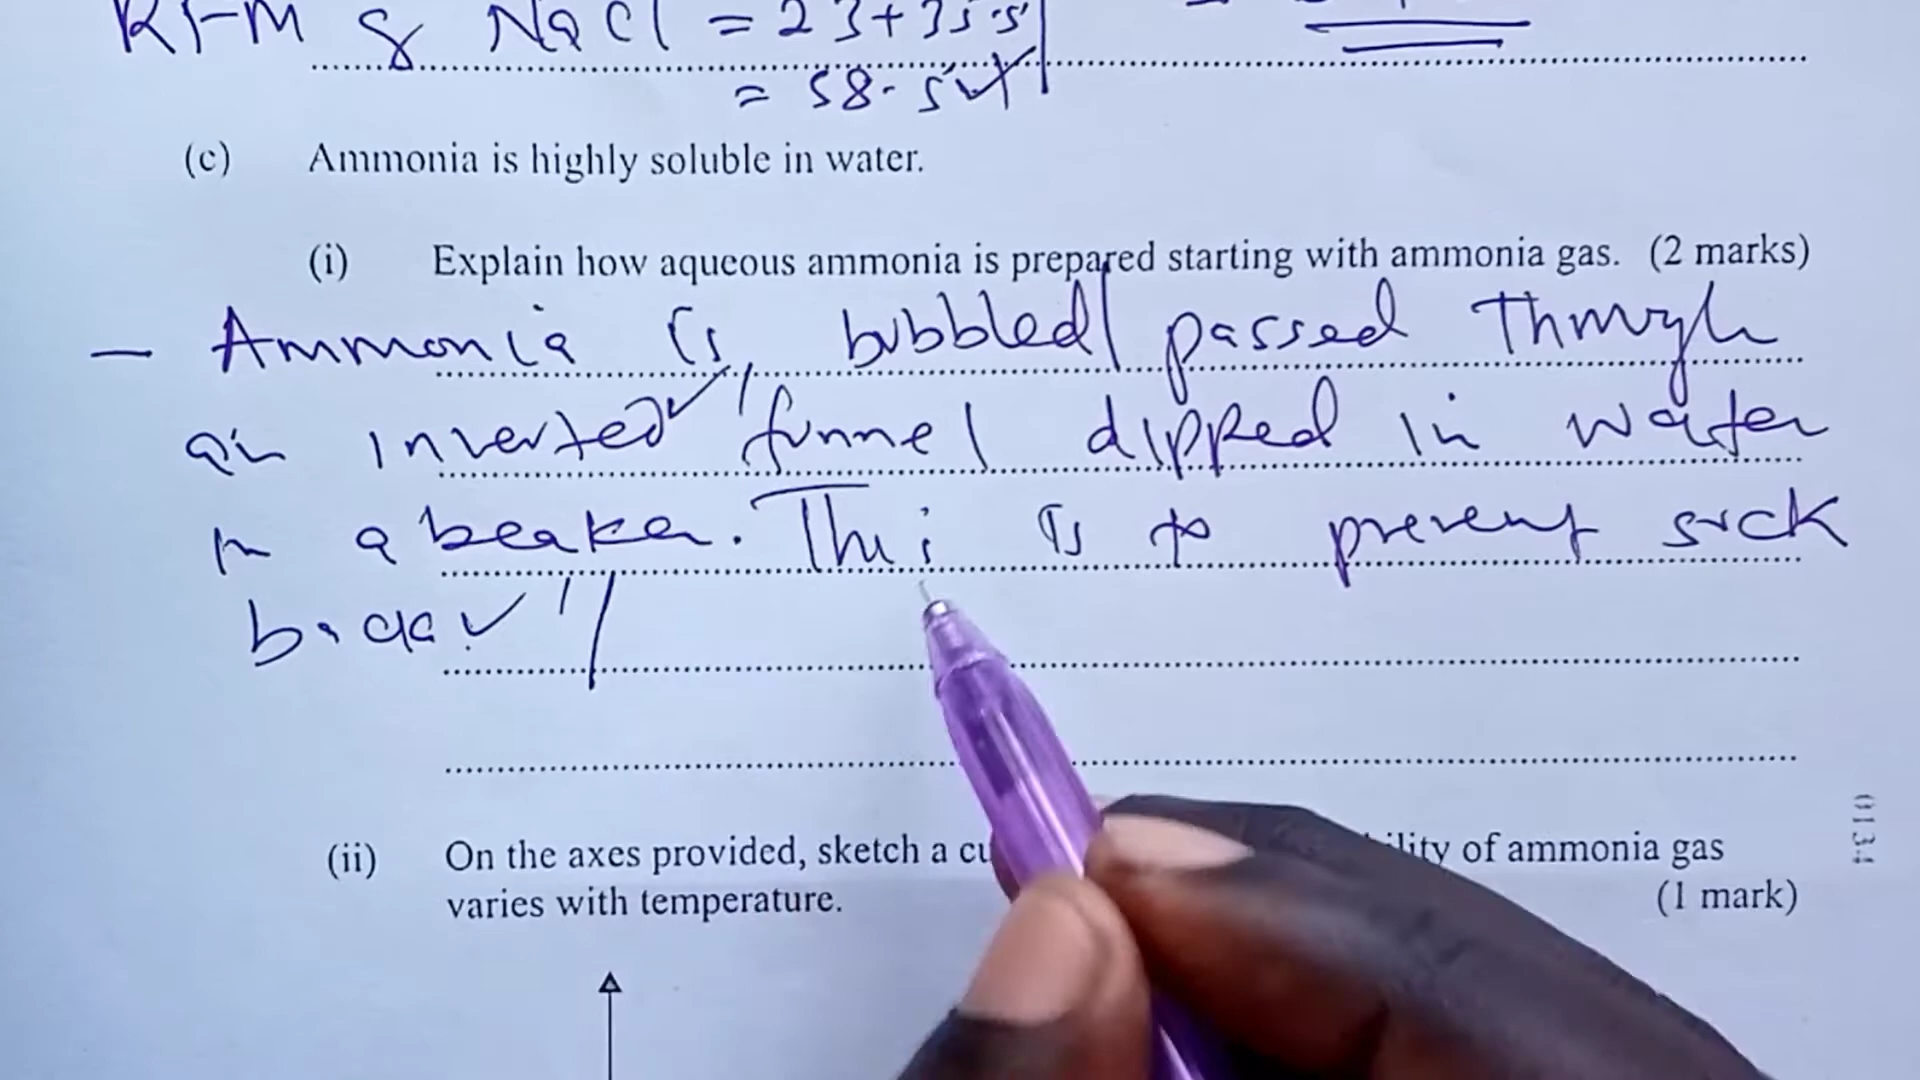 RFM of NaCl = 23+35.5
= 58.5
(c) Ammonia is highly soluble in water.
(i) Explain how aqueous ammonia is prepared starting with ammonia gas. (2 marks)
— Ammonia is bubbled/passed through
an inverted ✓1 funnel dipped in water
in a beaker. This is to prevent suck
back ✓1
(ii) On the axes provided, sketch a ility of ammonia gas
varies with temperature. (1 mark)
0134